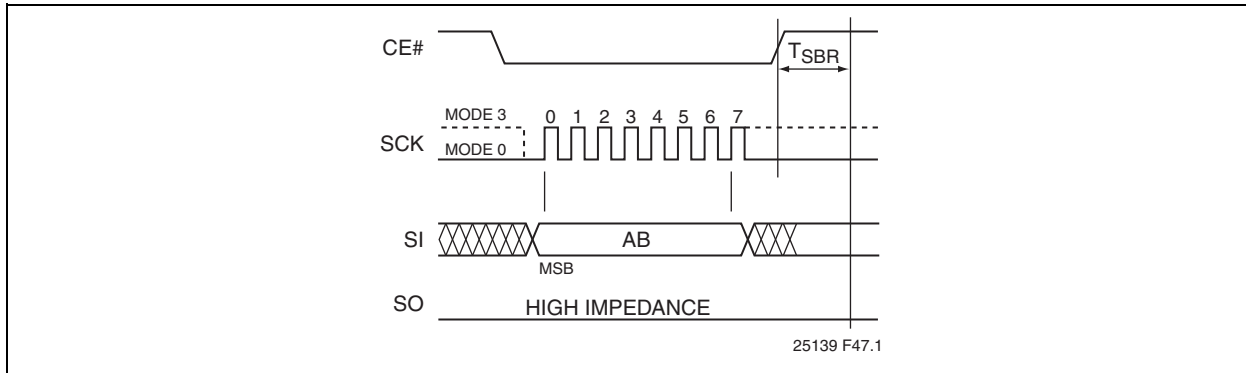 CE#
TSBR
MODE 3
0 1 2 3 4 5 6 7
SCK
MODE 0
SI
AB
MSB
SO
HIGH IMPEDANCE
25139 F47.1